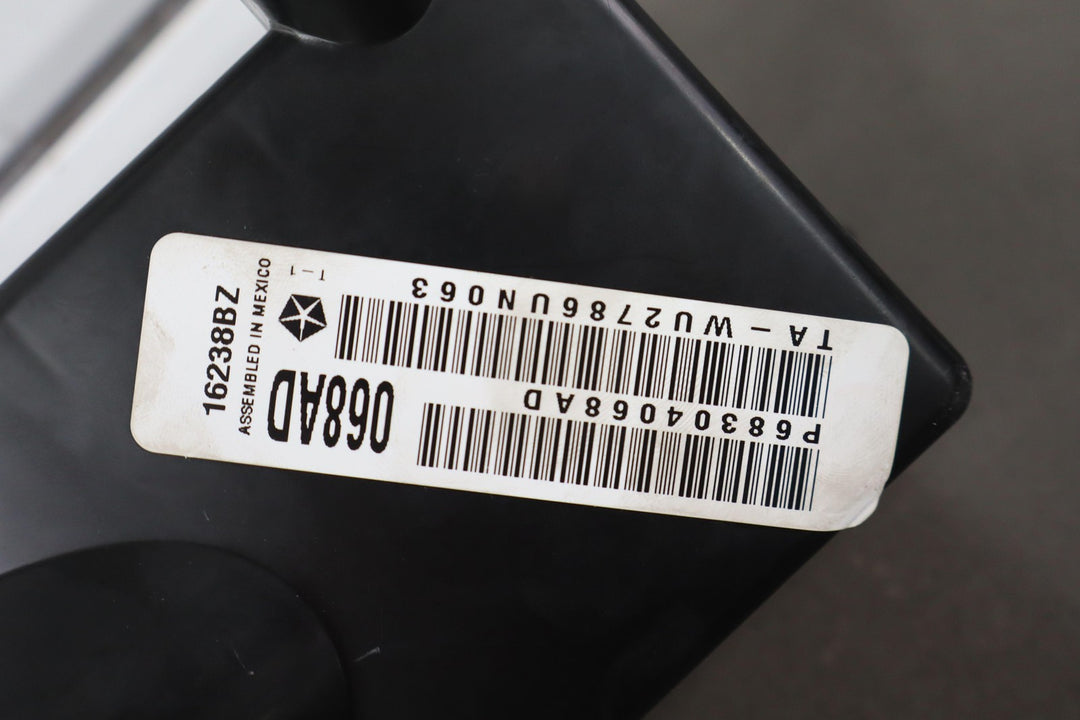 P68304068AD
TA-WU2786UN063
068AD
T-1
ASSEMBLED IN MEXICO
16238BZ